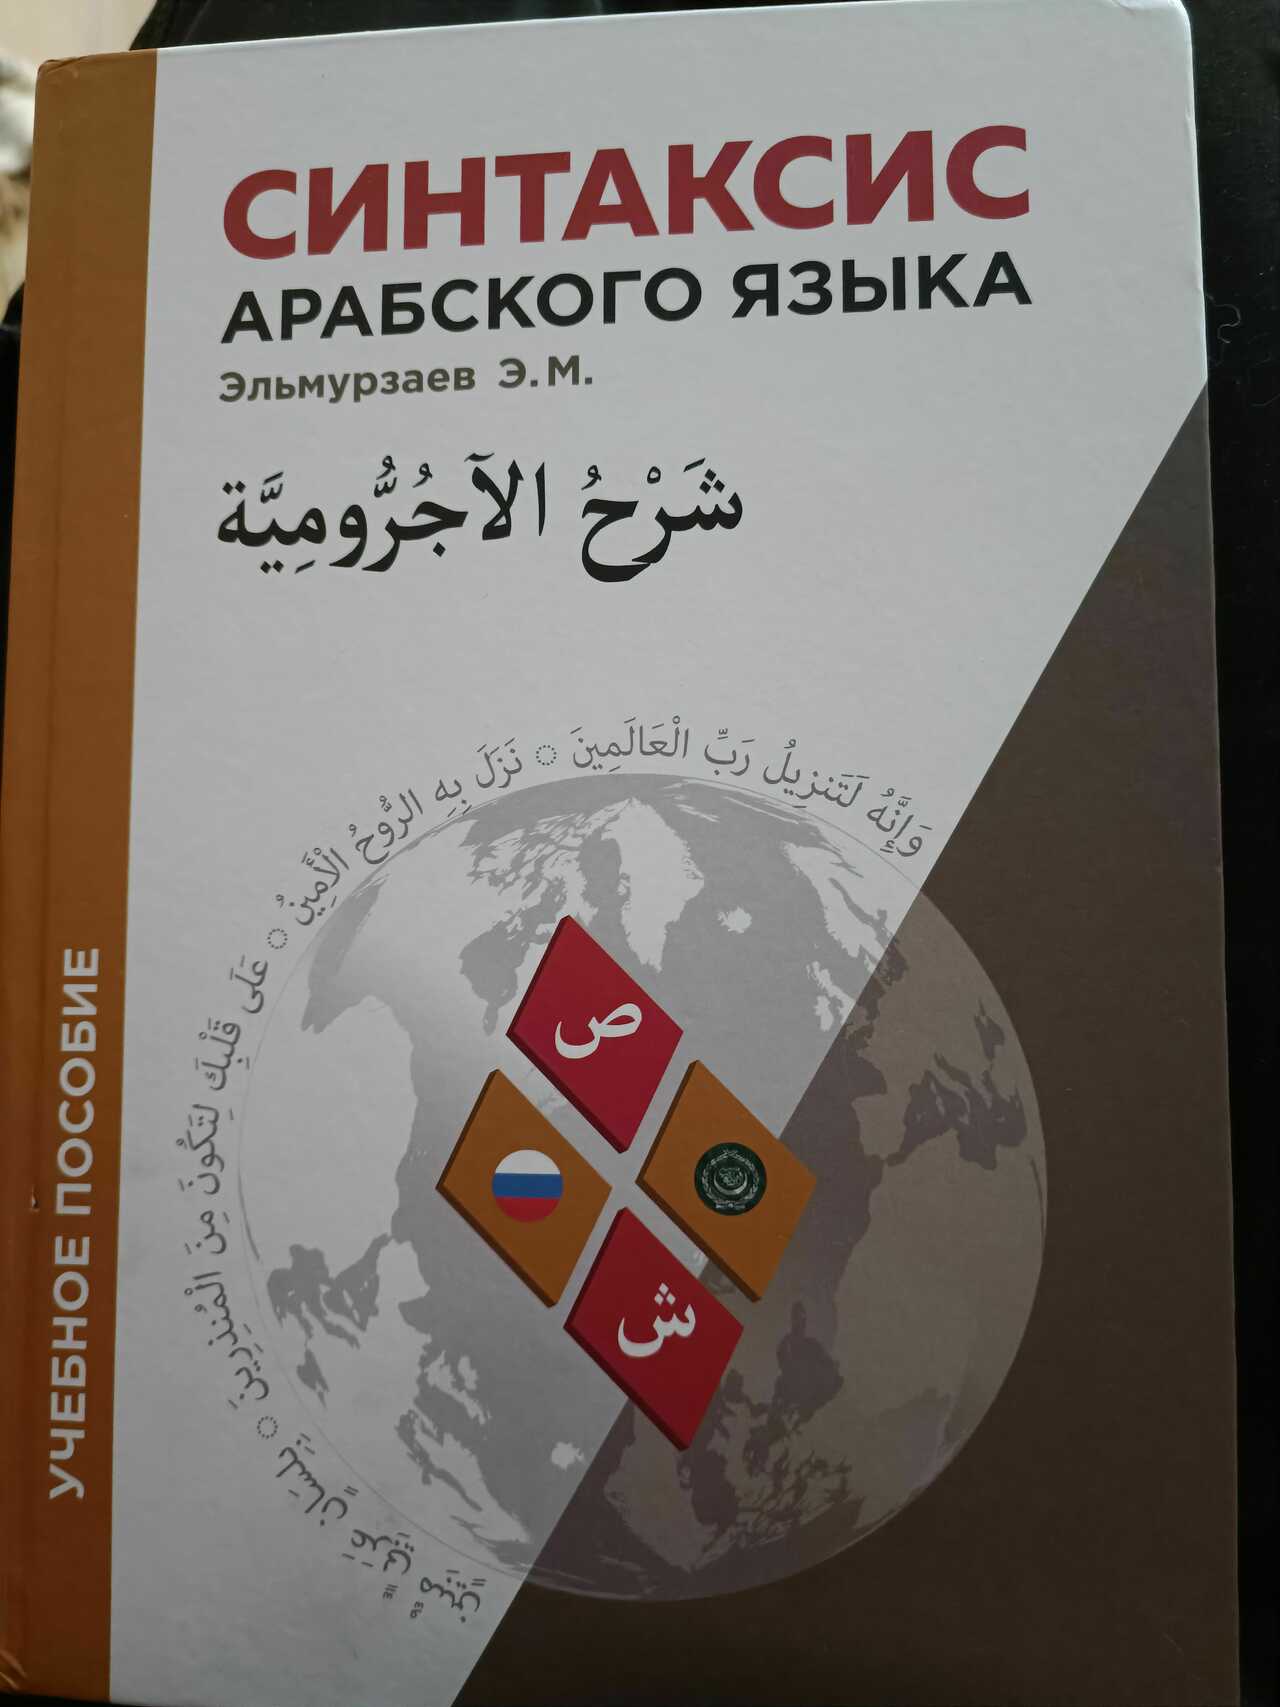 СИНТАКСИС
АРАБСКОГО ЯЗЫКА
Эльмурзаев Э.М.
شَرْحُ الآجُرُّومِيَّة
وَإِنَّهُ لَتَنزِيلُ رَبِّ الْعَالَمِينَ ۝ نَزَلَ بِهِ الرُّوحُ الْأَمِينُ ۝ عَلَى قَلْبِكَ لِتَكُونَ مِنَ الْمُنذِرِينَ ۝ بِلِسَانٍ
ص
ش
УЧЕБНОЕ ПОСОБИЕ